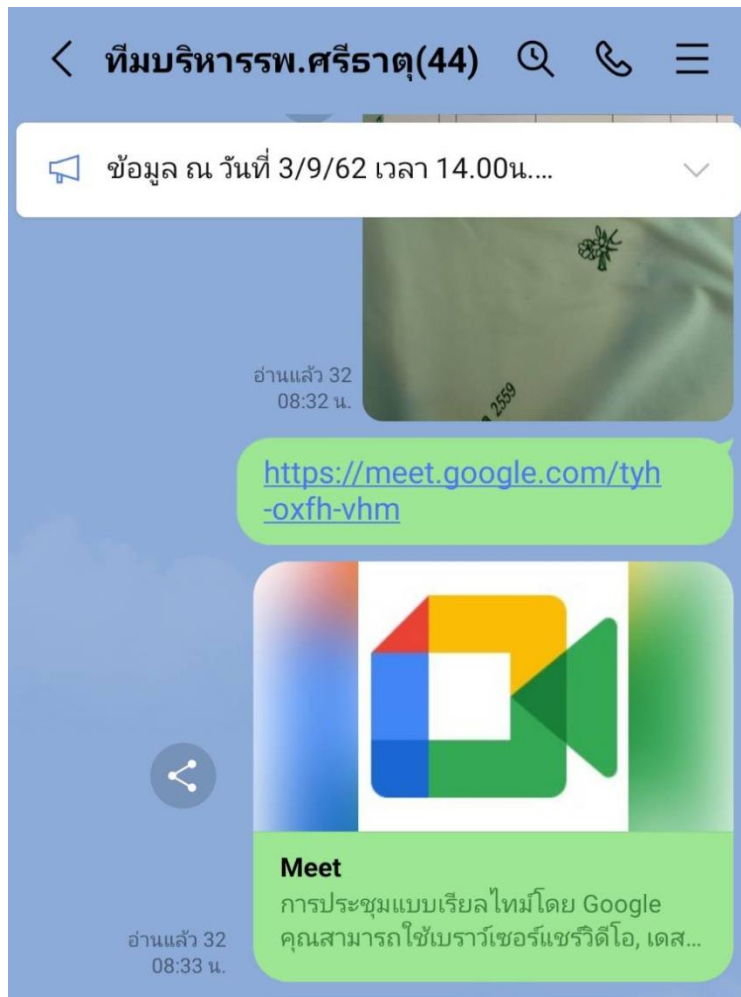 ทีมบริหารรพ.ศรีธาตุ(44)
ข้อมูล ณ วันที่ 3/9/62 เวลา 14.00น....
2559
อ่านแล้ว 32
08:32 น.
https://meet.google.com/tyh
-oxfh-vhm
Meet
การประชุมแบบเรียลไทม์โดย Google
คุณสามารถใช้เบราว์เซอร์แชร์วิดีโอ, เดส...
อ่านแล้ว 32
08:33 น.